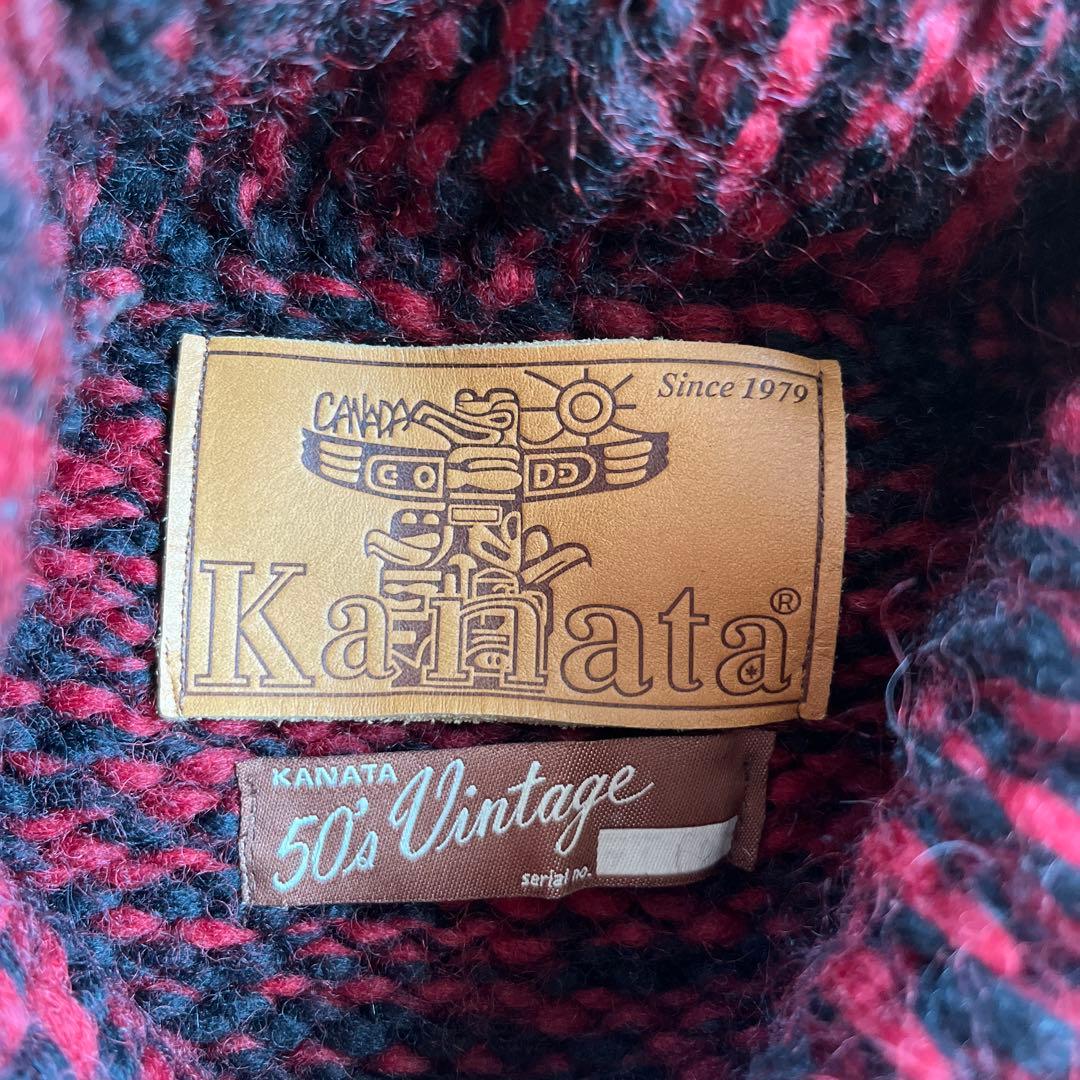 Since 1979
CANADA
Kanata®
KANATA
50's Vintage
serial no.